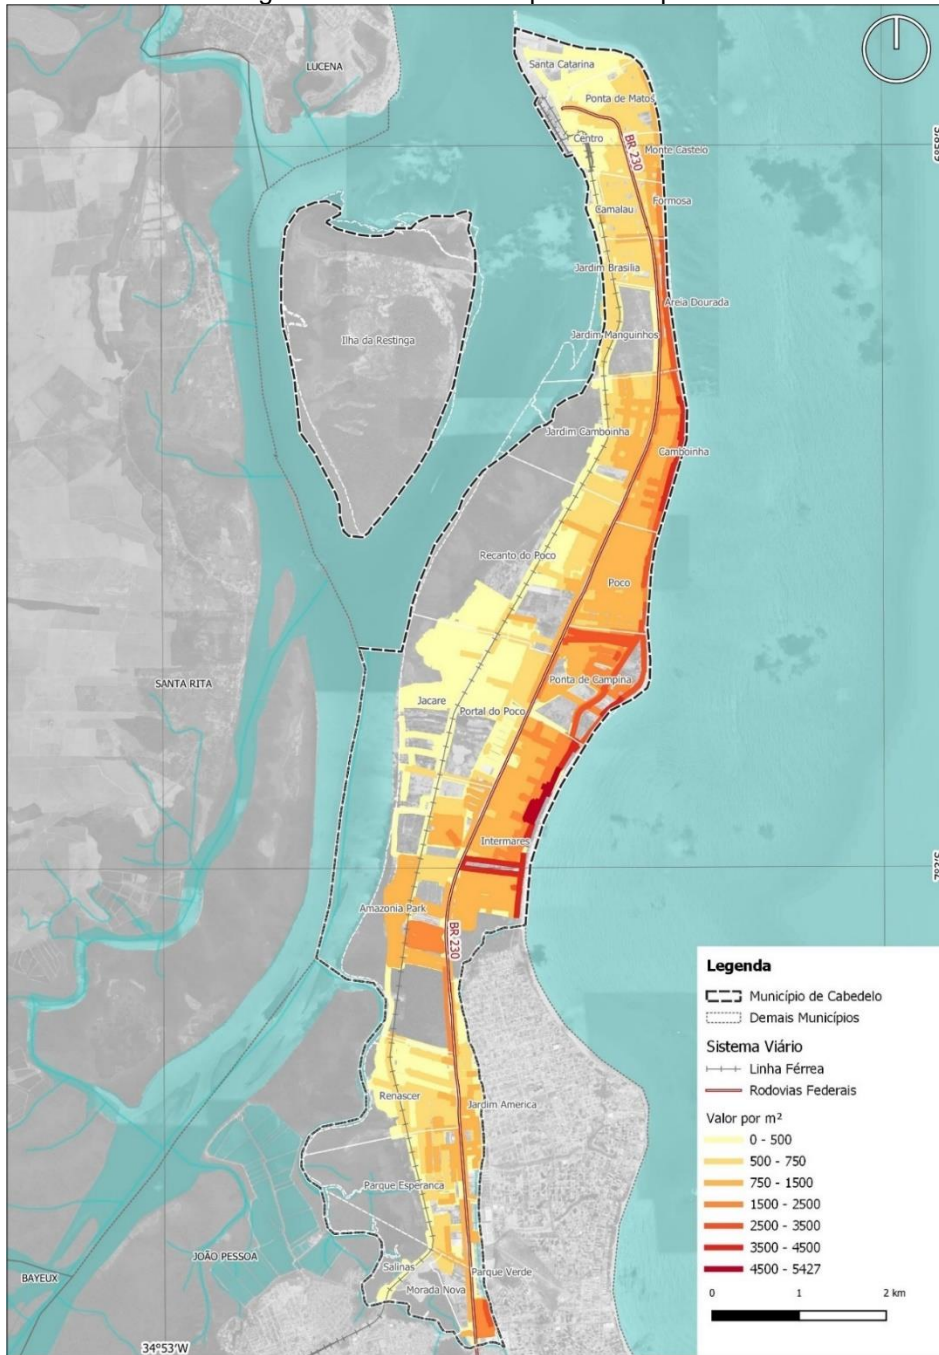 LUCENA
Santa Catarina
Ponta de Matos
Centro
BR 230
Monte Castelo
Formosa
Camalau
Jardim Brasilia
Areia Dourada
Jardim Manguinhos
Ilha da Restinga
Jardim Camboinha
Camboinha
Recanto do Poco
Poco
SANTA RITA
Ponta de Campina
Jacare
Portal do Poco
Intermares
Amazonia Park
BR 230
Renascer
Jardim America
Parque Esperanca
JOÃO PESSOA
BAYEUX
Salinas
Parque Verde
Morada Nova
34°53'W
Legenda
Município de Cabedelo
Demais Municípios
Sistema Viário
Linha Férrea
Rodovias Federais
Valor por m²
0 - 500
500 - 750
750 - 1500
1500 - 2500
2500 - 3500
3500 - 4500
4500 - 5427
0 1 2 km